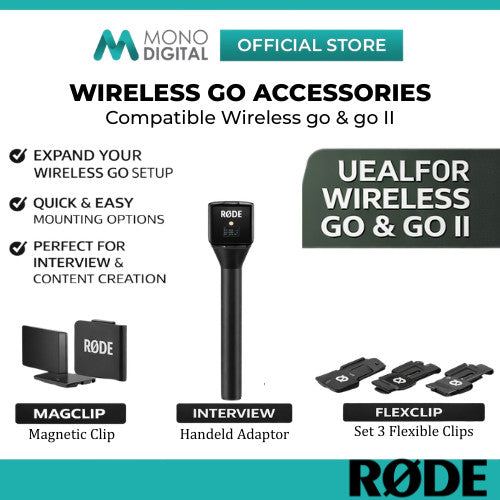 MONO
DIGITAL
OFFICIAL STORE
WIRELESS GO ACCESSORIES
Compatible Wireless go & go II
EXPAND YOUR
WIRELESS GO SETUP
QUICK & EASY
MOUNTING OPTIONS
PERFECT FOR
INTERVIEW &
CONTENT CREATION
UEALFOR
WIRELESS
GO & GO II
RØDE
RØDE
MAGCLIP
Magnetic Clip
INTERVIEW
Handeld Adaptor
FLEXCLIP
Set 3 Flexible Clips
RØDE